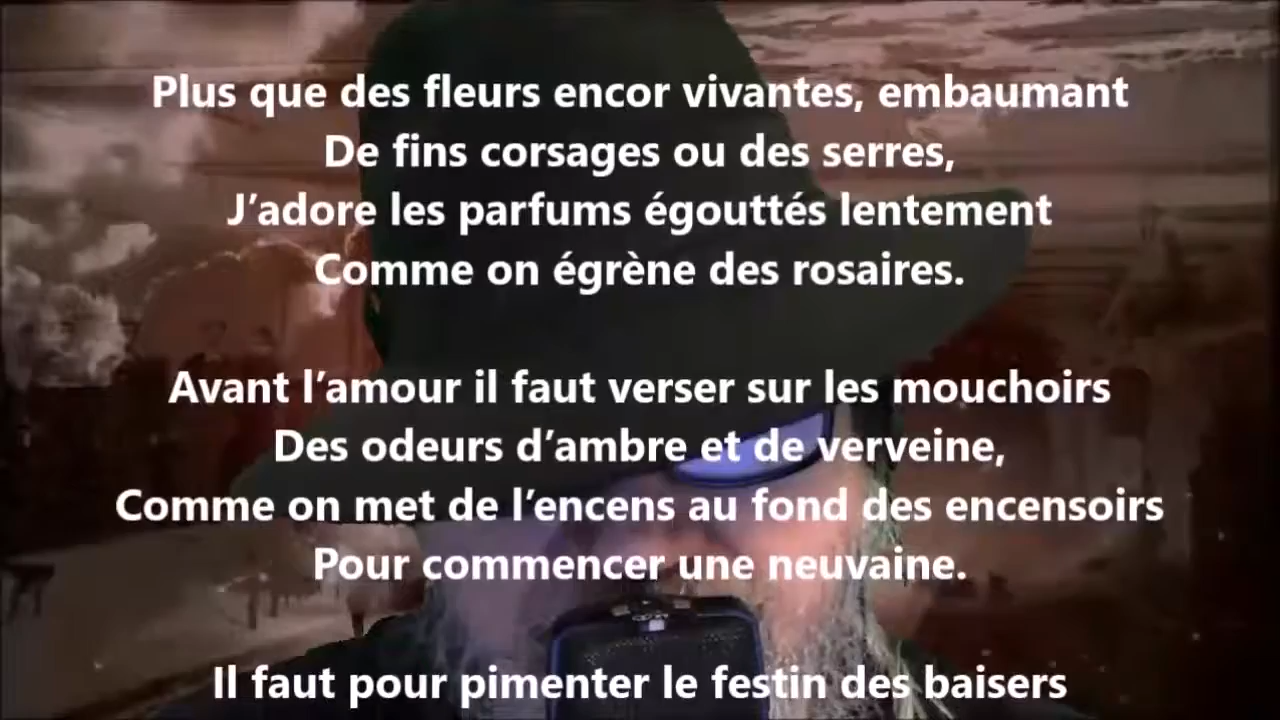 Plus que des fleurs encor vivantes, embaumant
De fins corsages ou des serres,
J’adore les parfums égouttés lentement
Comme on égrène des rosaires.
Avant l’amour il faut verser sur les mouchoirs
Des odeurs d’ambre et de verveine,
Comme on met de l’encens au fond des encensoirs
Pour commencer une neuvaine.
Il faut pour pimenter le festin des baisers